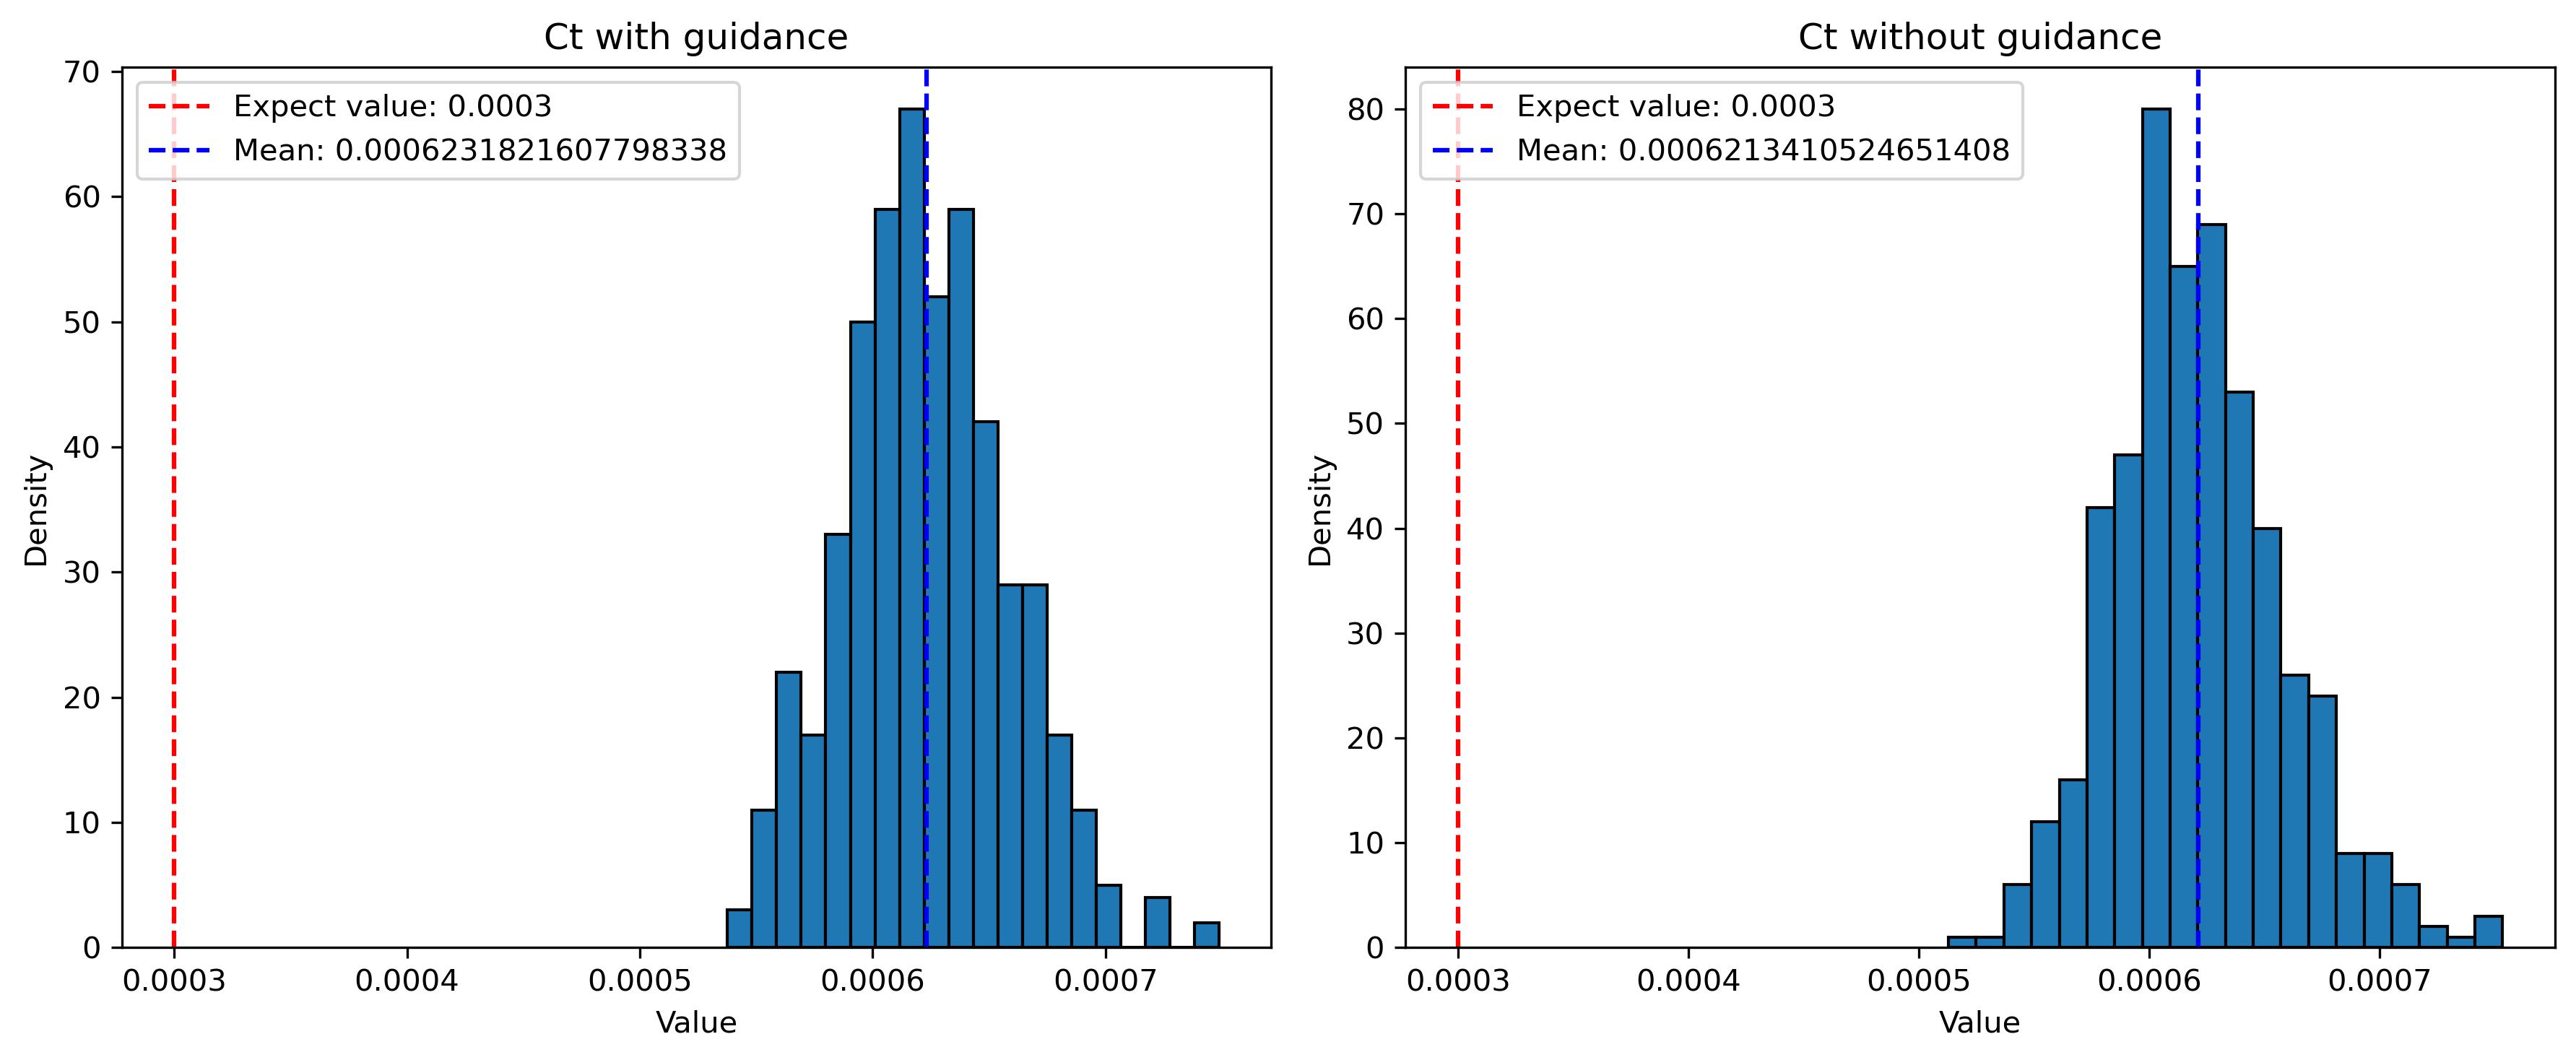 Ct with guidance
Expect value: 0.0003
Mean: 0.0006231821607798338
Density
70
60
50
40
30
20
10
0
0.0003 0.0004 0.0005 0.0006 0.0007
Value
Ct without guidance
Expect value: 0.0003
Mean: 0.0006213410524651408
Density
80
70
60
50
40
30
20
10
0
0.0003 0.0004 0.0005 0.0006 0.0007
Value